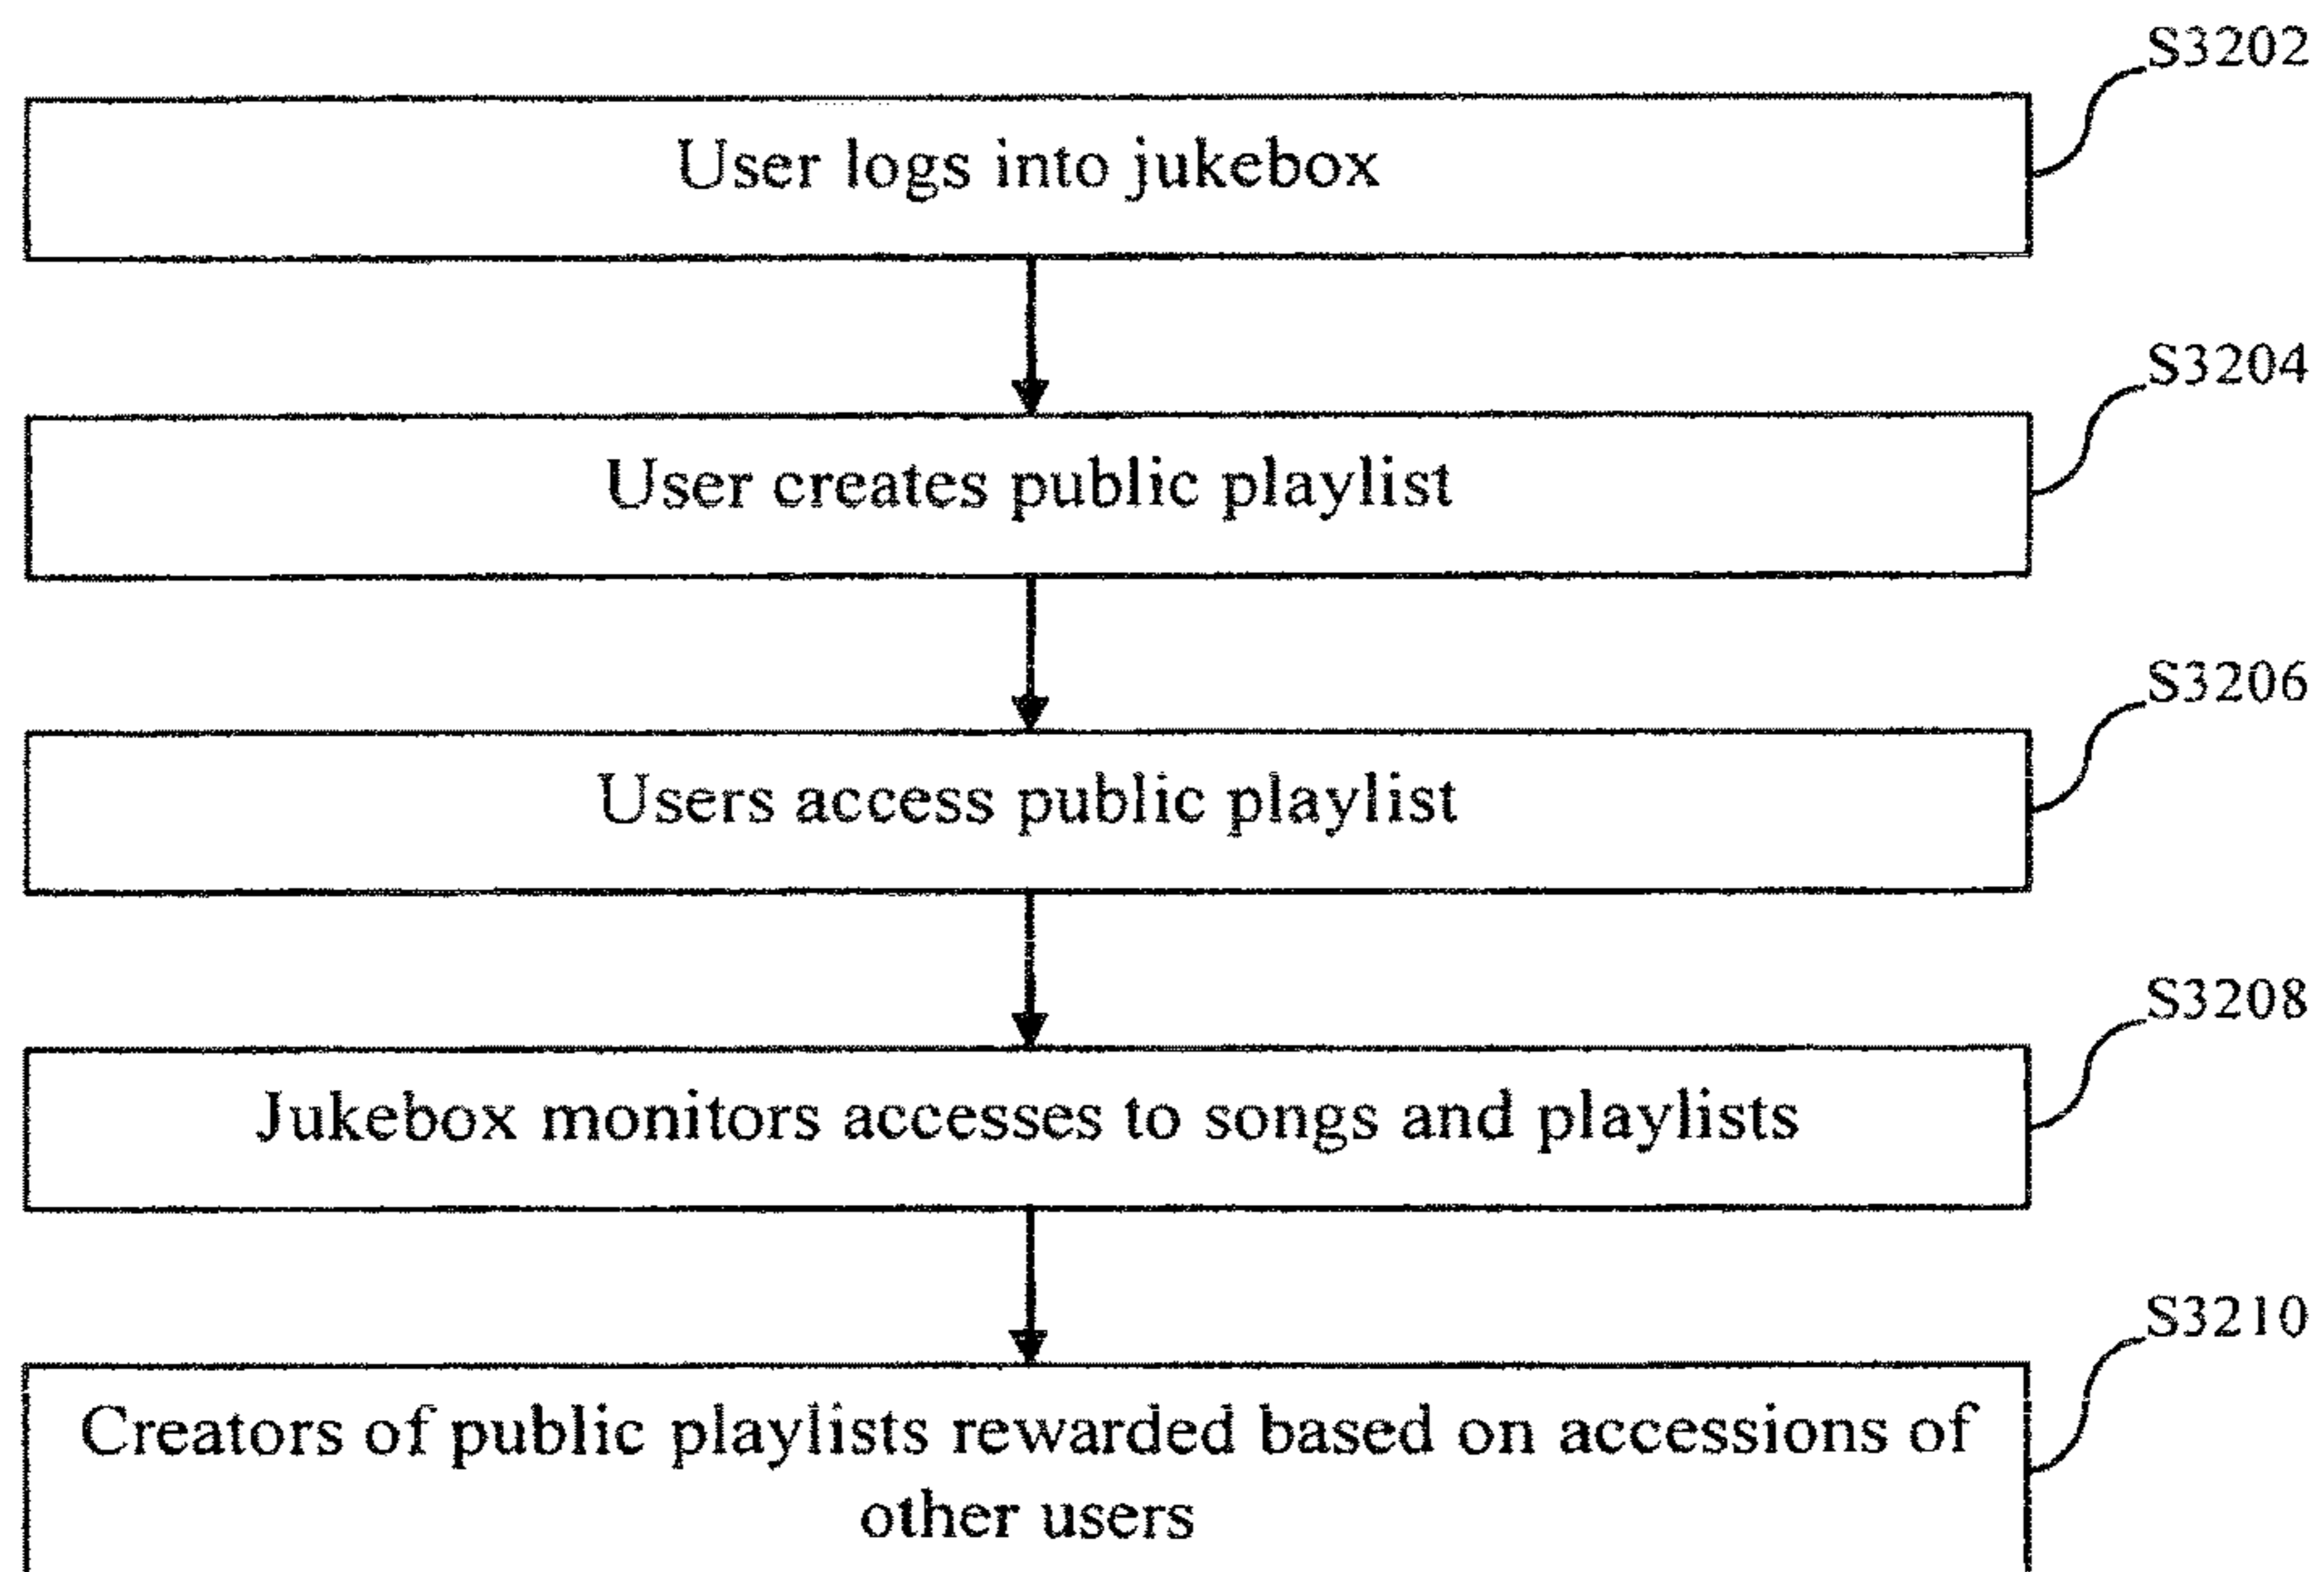 S3202
User logs into jukebox
S3204
User creates public playlist
S3206
Users access public playlist
S3208
Jukebox monitors accesses to songs and playlists
S3210
Creators of public playlists rewarded based on accessions of
other users